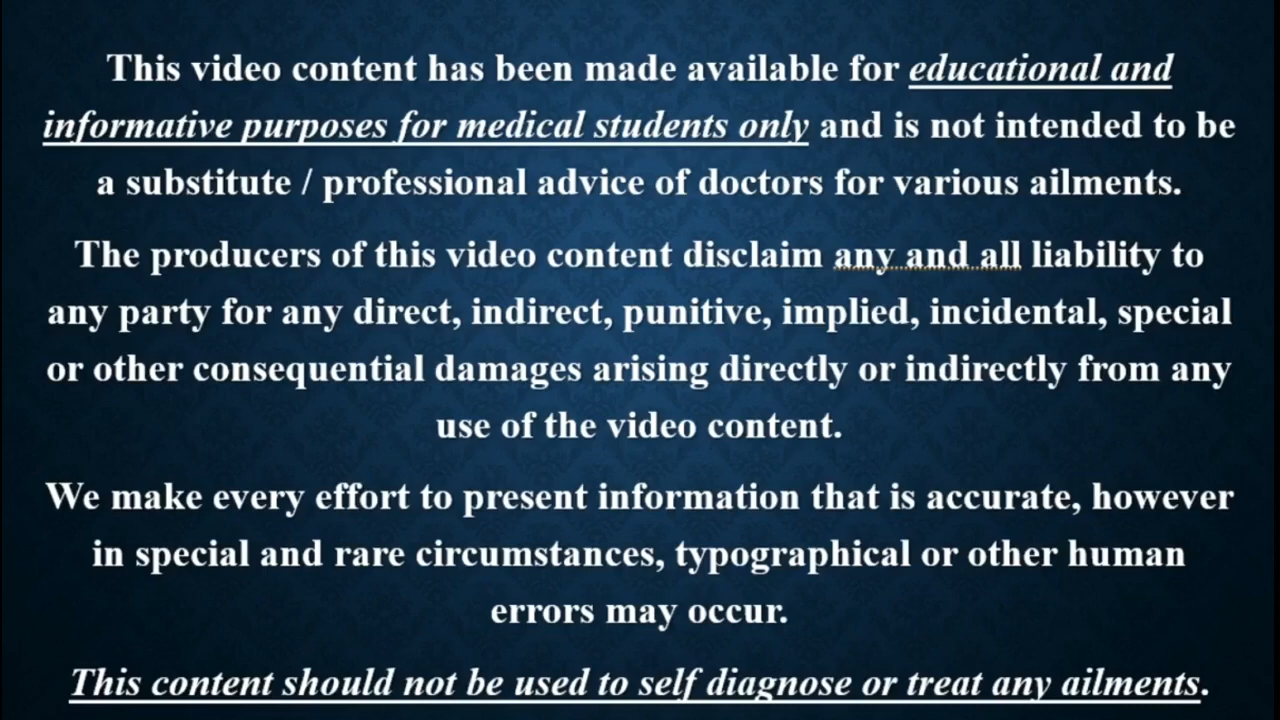 This video content has been made available for educational and
informative purposes for medical students only and is not intended to be
a substitute / professional advice of doctors for various ailments.
The producers of this video content disclaim any and all liability to
any party for any direct, indirect, punitive, implied, incidental, special
or other consequential damages arising directly or indirectly from any
use of the video content.
We make every effort to present information that is accurate, however
in special and rare circumstances, typographical or other human
errors may occur.
This content should not be used to self diagnose or treat any ailments.